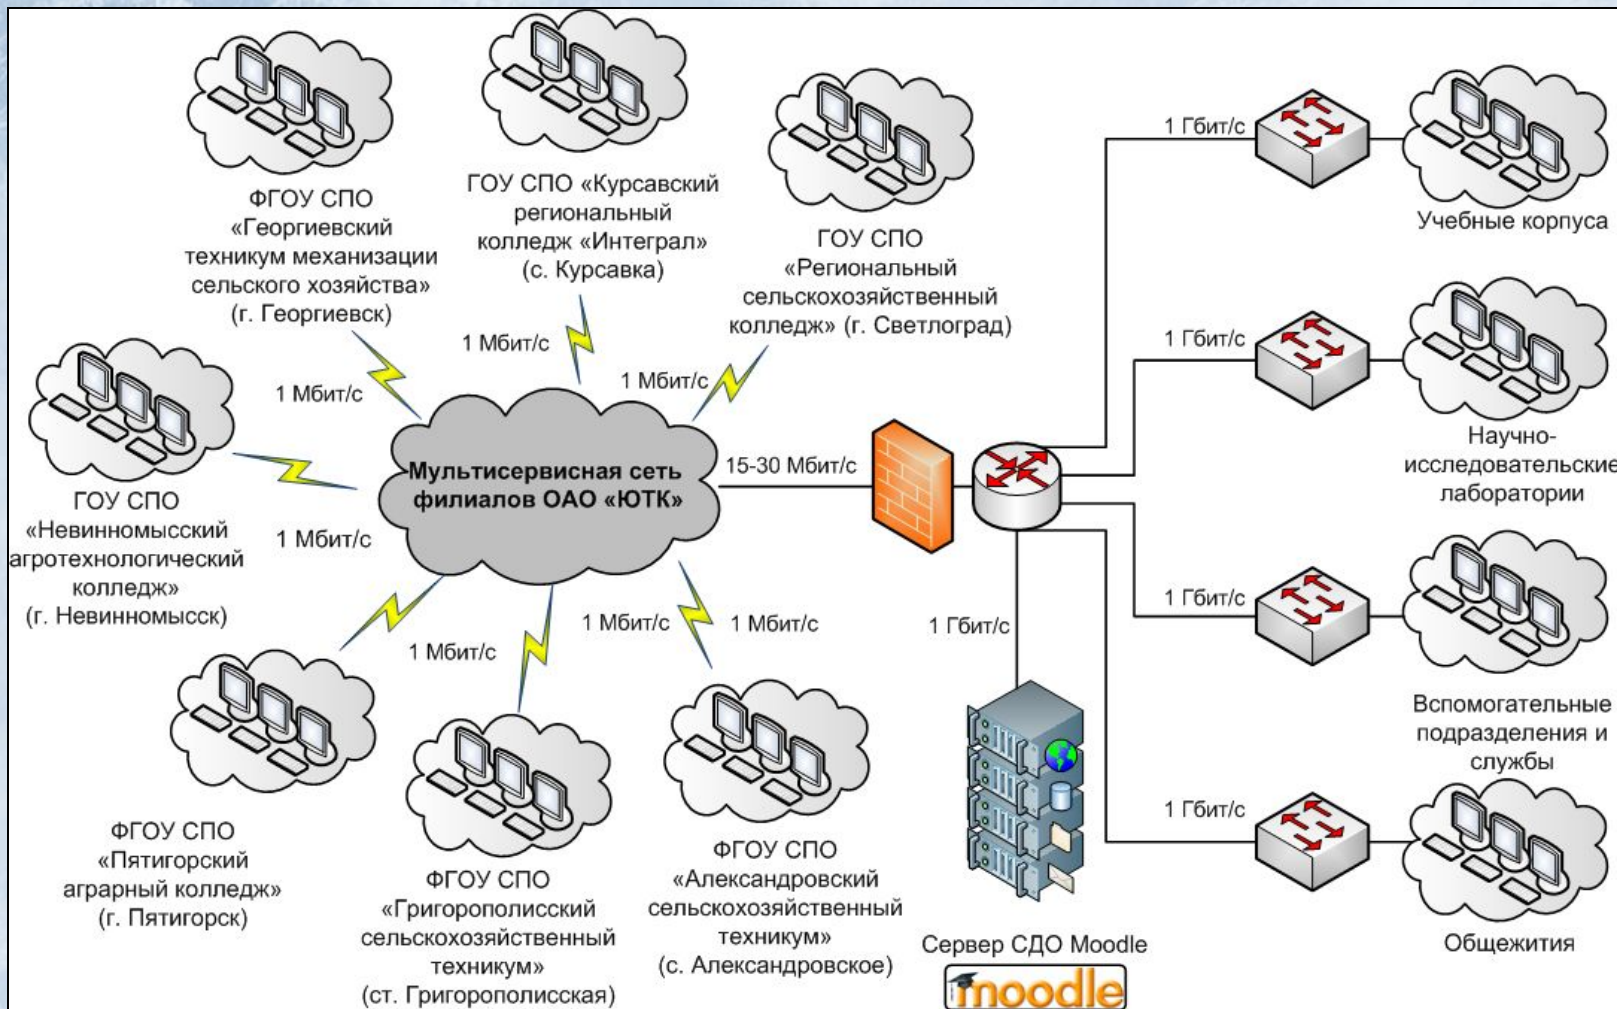 ФГОУ СПО
«Георгиевский
техникум механизации
сельского хозяйства»
(г. Георгиевск)
ГОУ СПО «Курсавский
региональный
колледж «Интеграл»
(с. Курсавка)
ГОУ СПО
«Региональный
сельскохозяйственный
колледж» (г. Светлоград)
1 Мбит/с
1 Мбит/с
1 Мбит/с
ГОУ СПО
«Невинномысский
агротехнологический
колледж»
(г. Невинномысск)
1 Мбит/с
Мультисервисная сеть
филиалов ОАО «ЮТК»
15-30 Мбит/с
1 Мбит/с
1 Мбит/с
1 Мбит/с
ФГОУ СПО
«Пятигорский
аграрный колледж»
(г. Пятигорск)
ФГОУ СПО
«Григорополисский
сельскохозяйственный
техникум»
(ст. Григорополисская)
ФГОУ СПО
«Александровский
сельскохозяйственный
техникум»
(с. Александровское)
1 Гбит/с
Сервер СДО Moodle
moodle
1 Гбит/с
Учебные корпуса
1 Гбит/с
Научно-
исследовательские
лаборатории
1 Гбит/с
Вспомогательные
подразделения и
службы
1 Гбит/с
Общежития